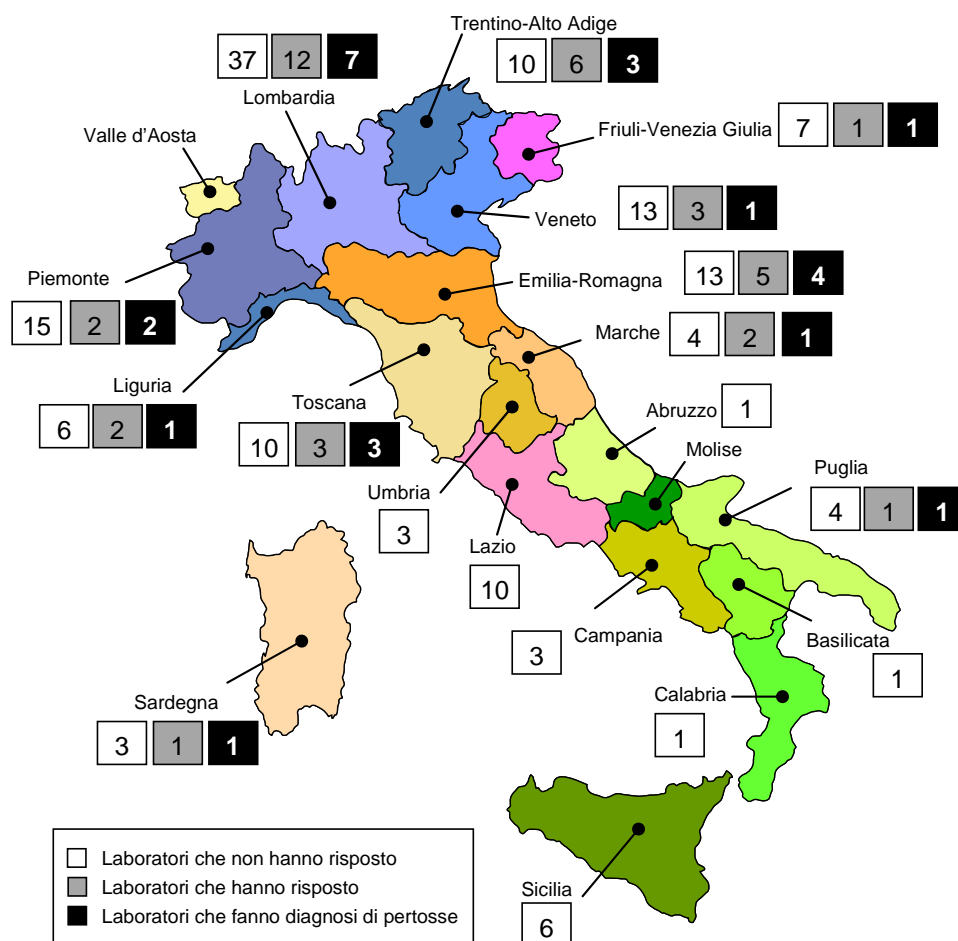 Trentino-Alto Adige
37 12 7
10 6 3
Lombardia
Valle d'Aosta
Friuli-Venezia Giulia
7 1 1
Veneto
13 3 1
Piemonte
15 2 2
Emilia-Romagna
13 5 4
Marche
4 2 1
Liguria
6 2 1
Toscana
10 3 3
Abruzzo
1
Molise
Umbria
3
Puglia
4 1 1
Lazio
10
Campania
3
Basilicata
1
Sardegna
3 1 1
Calabria
1
Sicilia
6
Laboratori che non hanno risposto
Laboratori che hanno risposto
Laboratori che fanno diagnosi di pertosse